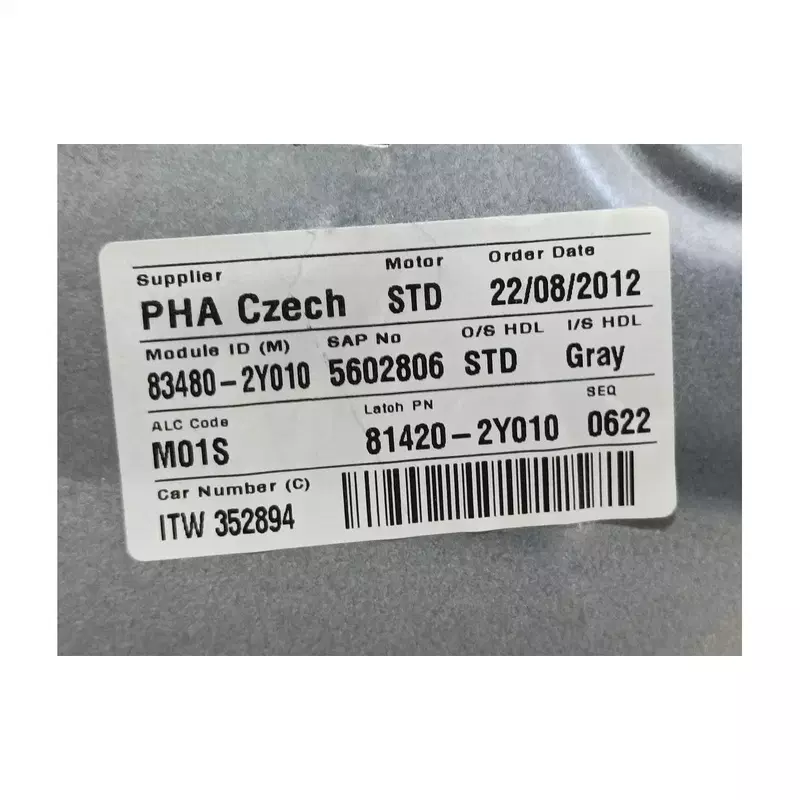 Supplier Motor Order Date
PHA Czech STD 22/08/2012
Module ID (M) SAP No O/S HDL I/S HDL
83480-2Y010 5602806 STD Gray
ALC Code Latch PN SEQ
M01S 81420-2Y010 0622
Car Number (C)
ITW 352894